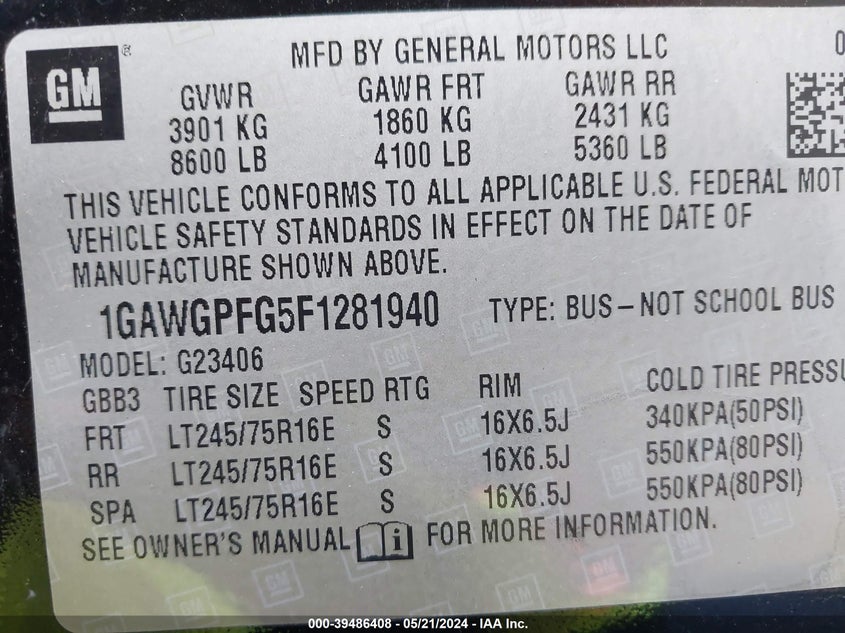 GM ®
MFD BY GENERAL MOTORS LLC 0
GVWR GAWR FRT GAWR RR
3901 KG 1860 KG 2431 KG
8600 LB 4100 LB 5360 LB
THIS VEHICLE CONFORMS TO ALL APPLICABLE U.S. FEDERAL MOT
VEHICLE SAFETY STANDARDS IN EFFECT ON THE DATE OF
MANUFACTURE SHOWN ABOVE.
1GAWGPFG5F1281940 TYPE: BUS-NOT SCHOOL BUS
MODEL: G23406
GBB3 TIRE SIZE SPEED RTG RIM COLD TIRE PRESSU
FRT LT245/75R16E S 16X6.5J 340KPA(50PSI)
RR LT245/75R16E S 16X6.5J 550KPA(80PSI)
SPA LT245/75R16E S 16X6.5J 550KPA(80PSI)
SEE OWNER'S MANUAL i FOR MORE INFORMATION.
000-39486408 - 05/21/2024 - IAA Inc.